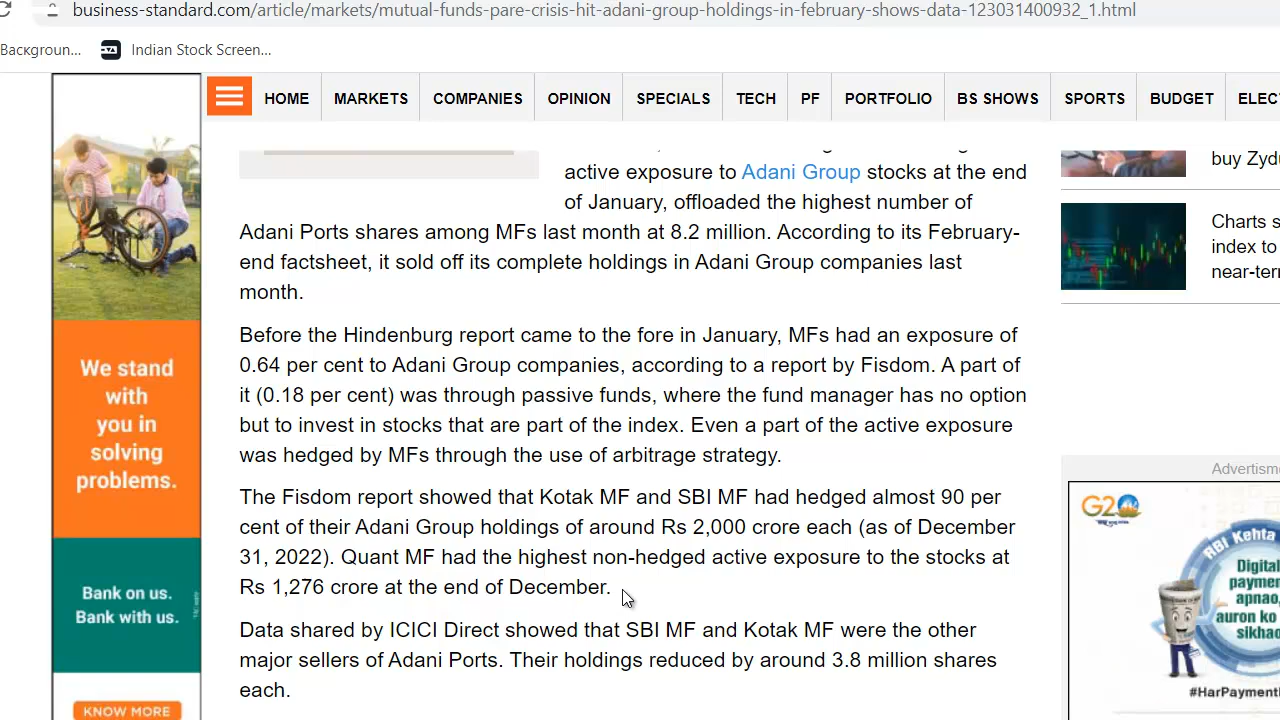 business-standard.com/article/markets/mutual-funds-pare-crisis-hit-adani-group-holdings-in-february-shows-data-123031400932_1.html
Backgroun... Indian Stock Screen...
HOME MARKETS COMPANIES OPINION SPECIALS TECH PF PORTFOLIO BS SHOWS SPORTS BUDGET ELEC
active exposure to Adani Group stocks at the end
of January, offloaded the highest number of
Adani Ports shares among MFs last month at 8.2 million. According to its February-
end factsheet, it sold off its complete holdings in Adani Group companies last
month.
Before the Hindenburg report came to the fore in January, MFs had an exposure of
0.64 per cent to Adani Group companies, according to a report by Fisdom. A part of
it (0.18 per cent) was through passive funds, where the fund manager has no option
but to invest in stocks that are part of the index. Even a part of the active exposure
was hedged by MFs through the use of arbitrage strategy.
The Fisdom report showed that Kotak MF and SBI MF had hedged almost 90 per
cent of their Adani Group holdings of around Rs 2,000 crore each (as of December
31, 2022). Quant MF had the highest non-hedged active exposure to the stocks at
Rs 1,276 crore at the end of December.
Data shared by ICICI Direct showed that SBI MF and Kotak MF were the other
major sellers of Adani Ports. Their holdings reduced by around 3.8 million shares
each.
We stand
with
you in
solving
problems.
Bank on us.
Bank with us.
KNOW MORE
buy Zydu
Charts s
index to
near-tern
Advertisme
G20
RBI Kehta
Digital
paymen
apnao,
auron ko
sikhao
#HarPayment